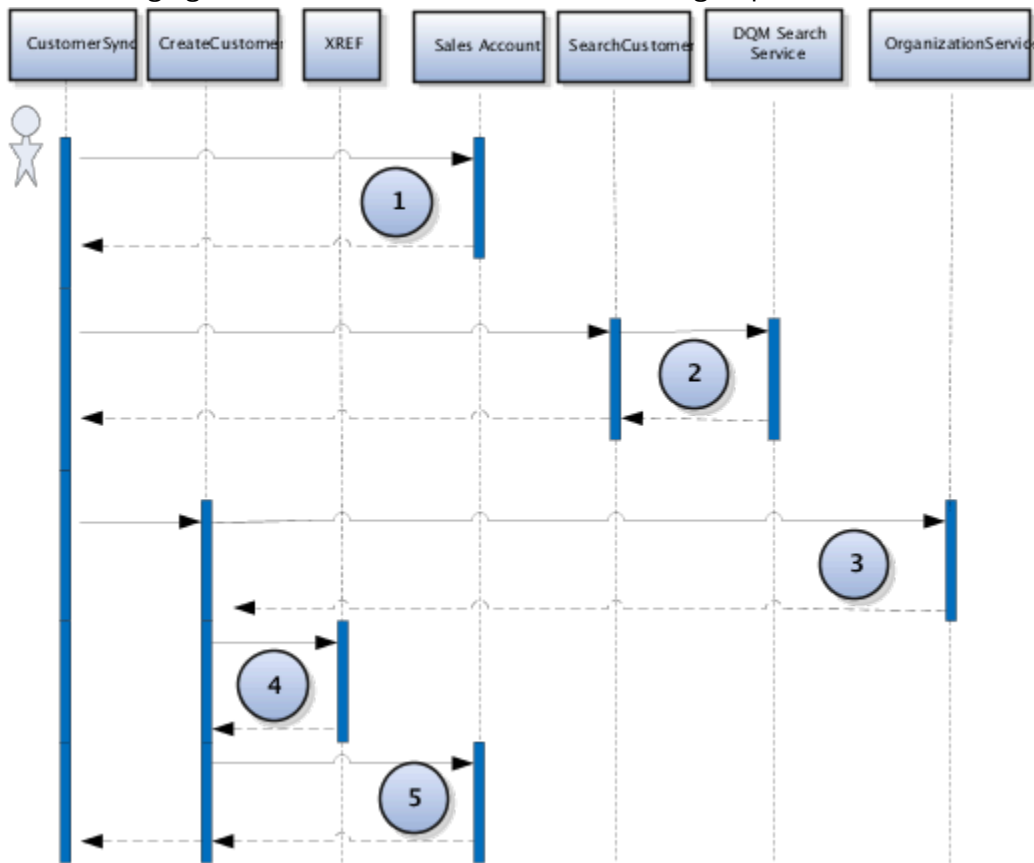 CustomerSync
CreateCustomer
XREF
Sales Account
SearchCustomer
DQM Search
Service
OrganizationService
1
2
3
4
5